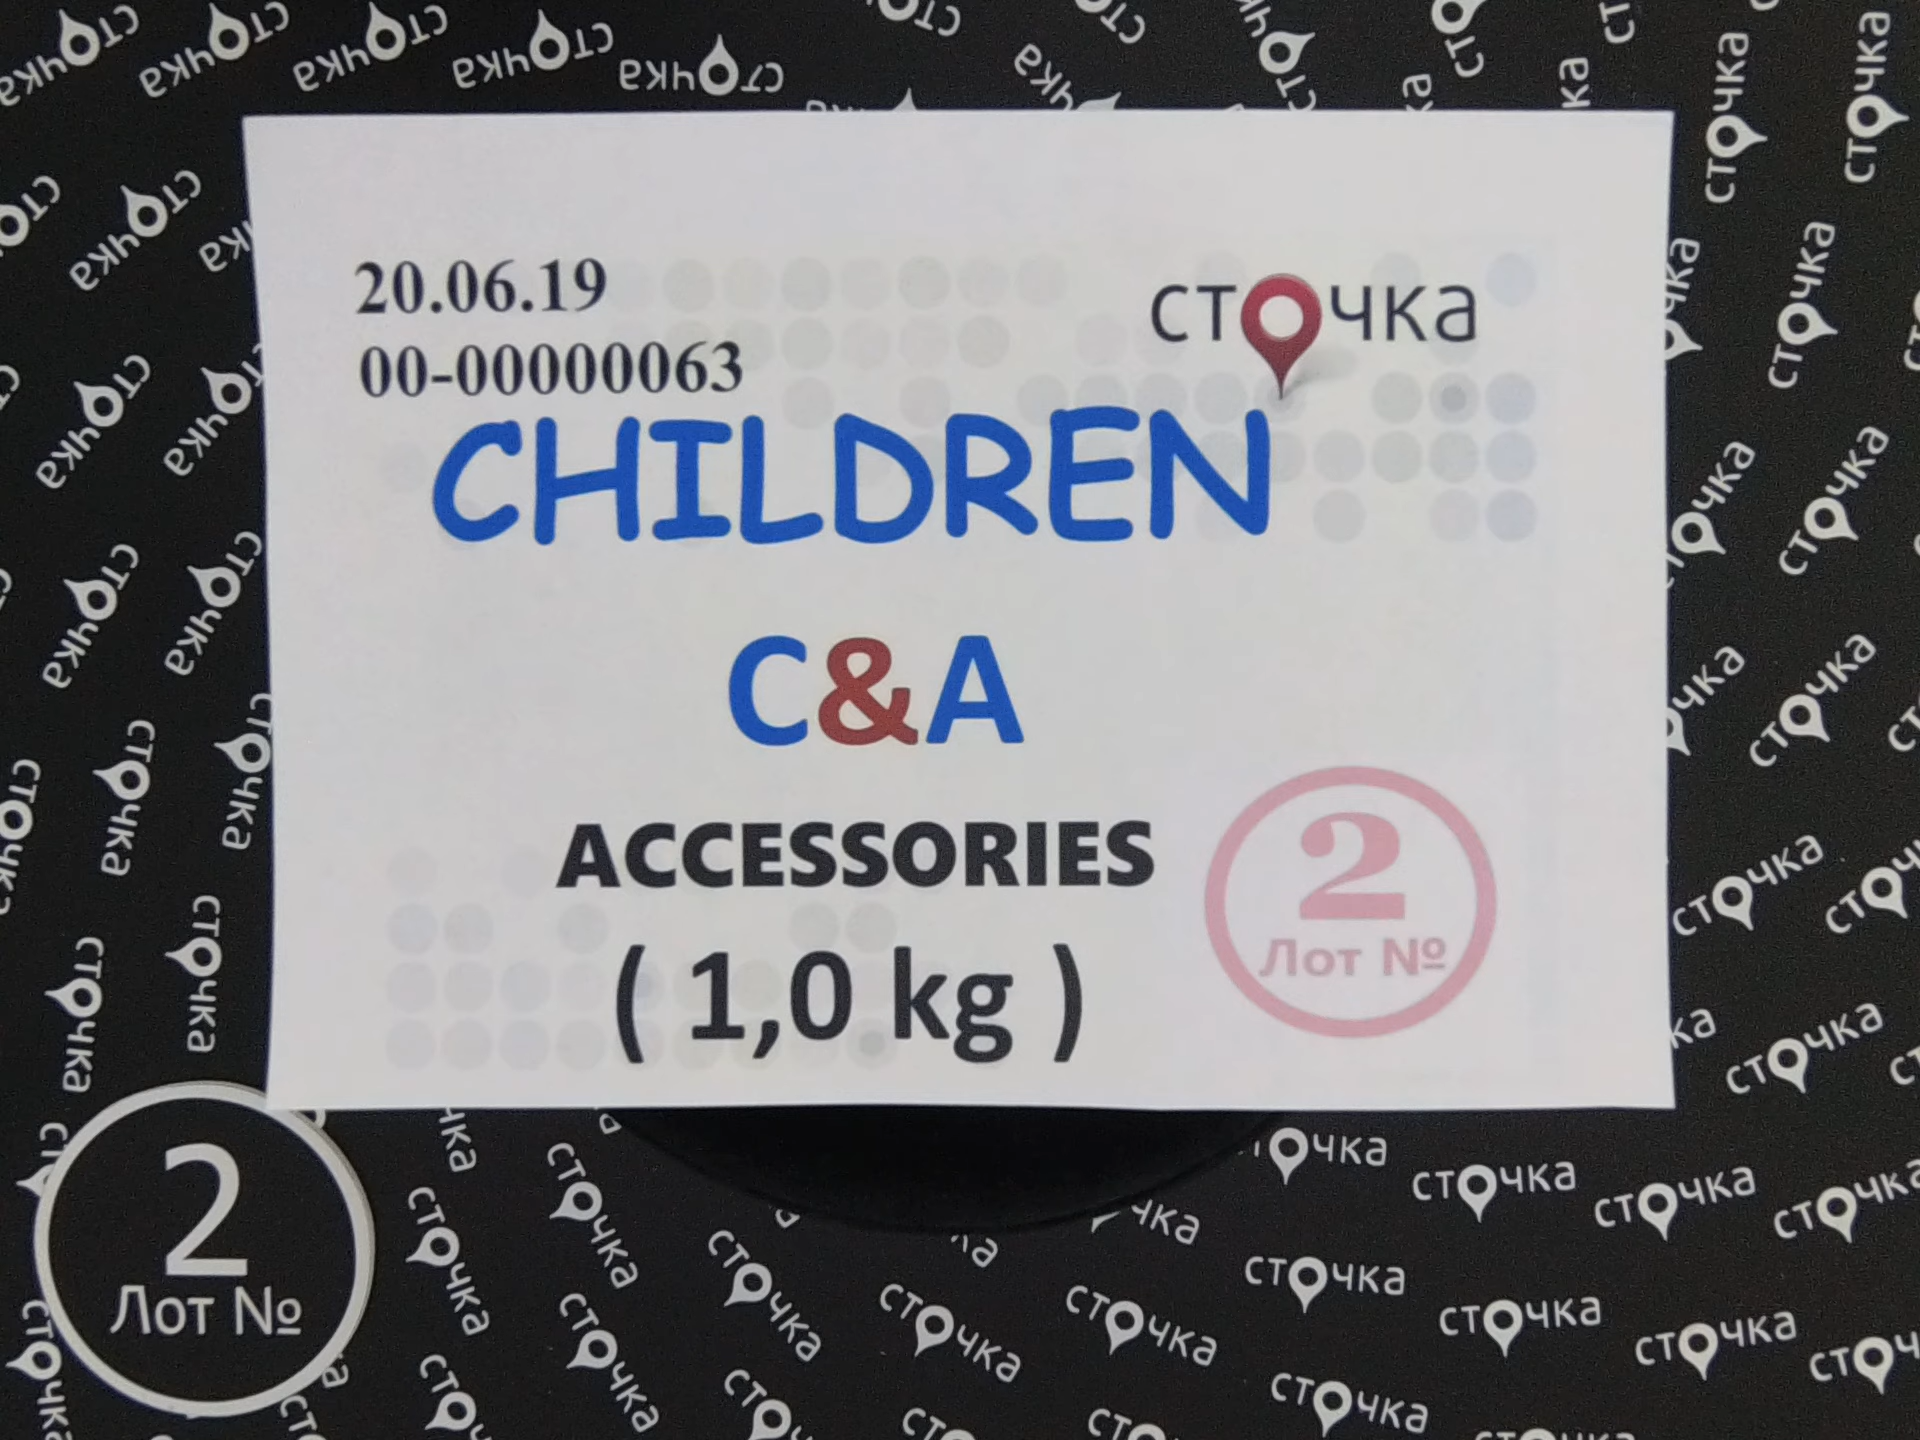 20.06.19
00-00000063
сточка
CHILDREN
C&A
ACCESSORIES
( 1,0 kg )
2
Лот №
2
Лот №
сточка